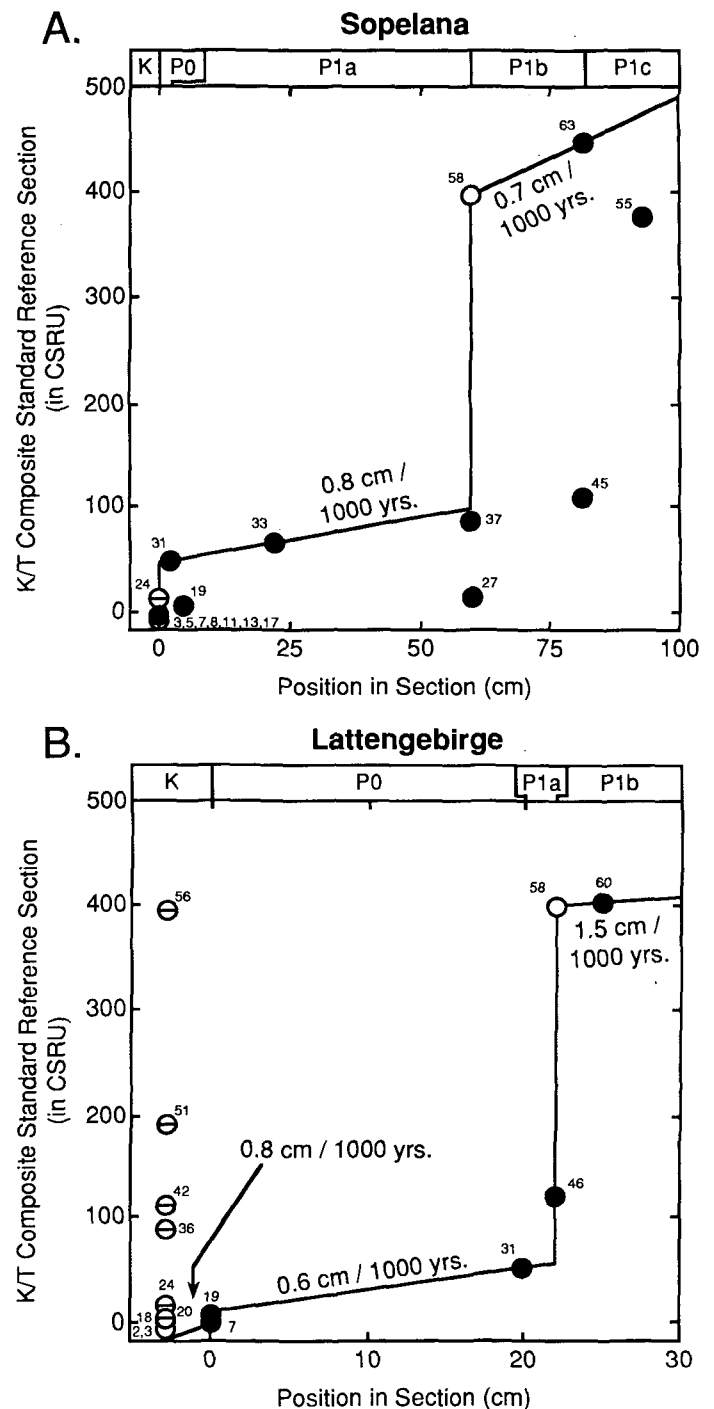 A.
Sopelana
K P0 P1a P1b P1c
500
400
300
200
100
0
K/T Composite Standard Reference Section
(in CSRU)
63
58
0.7 cm /
1000 yrs.
55
0.8 cm /
1000 yrs.
45
37
33
31
27
24
19
3,5,7,8,11,13,17
0 25 50 75 100
Position in Section (cm)
B.
Lattengebirge
K P0 P1a P1b
500
400
300
200
100
0
K/T Composite Standard Reference Section
(in CSRU)
56
58
60
1.5 cm /
1000 yrs.
51
0.8 cm / 1000 yrs.
42
36
46
31
0.6 cm / 1000 yrs.
24
19
20
18
2,3
7
0 10 20 30
Position in Section (cm)